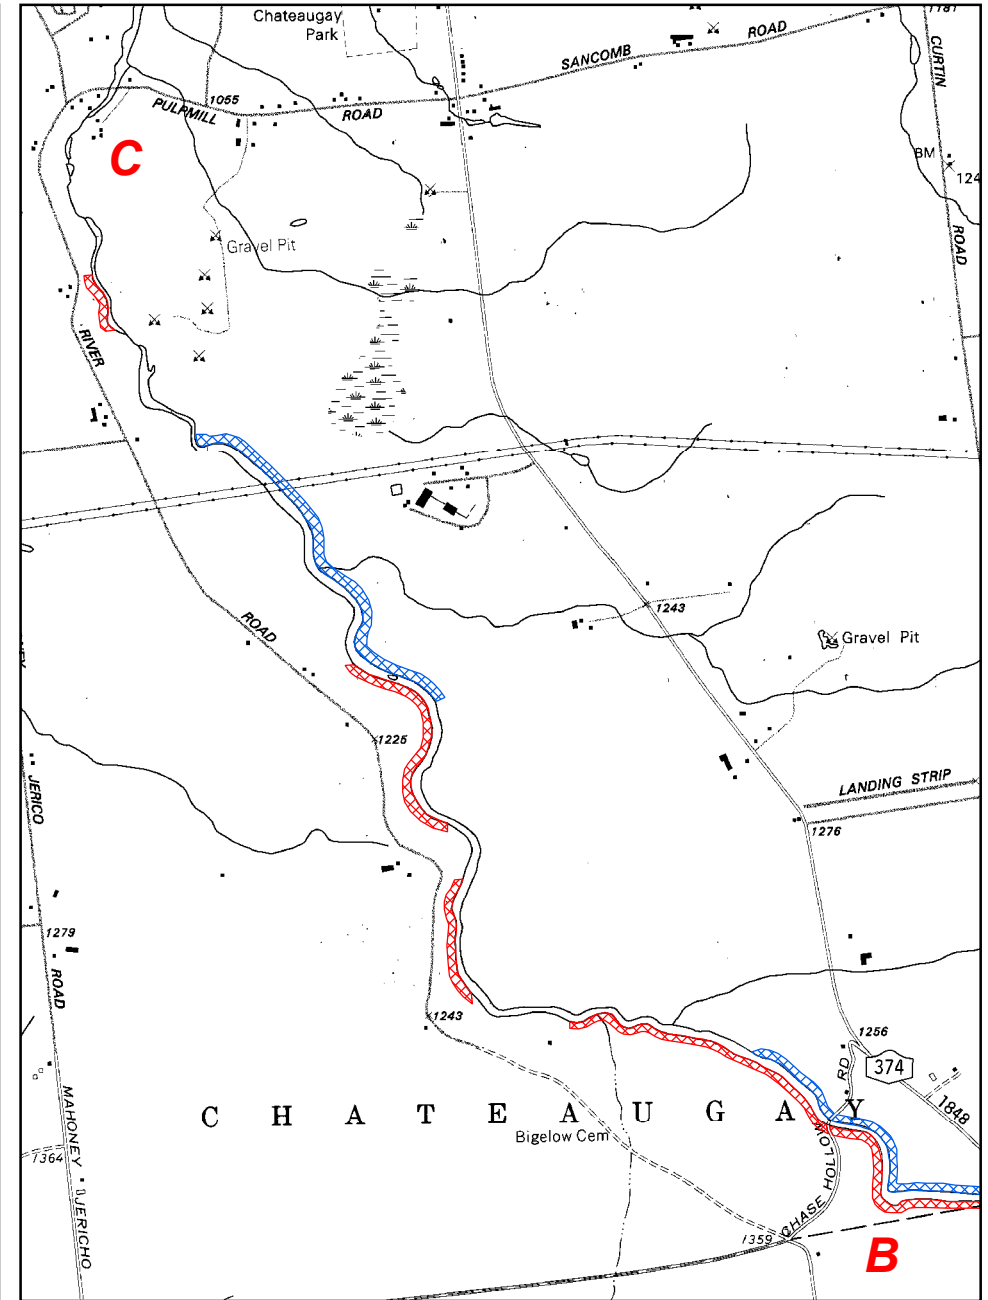 1181
Chateaugay
Park
ROAD
SANCOMB
CURTIN
1055
PULPMILL
ROAD
C
BM
124
ROAD
Gravel Pit
RIVER
1243
ROAD
Gravel Pit
1225
LANDING STRIP
JERICO
1276
1279
ROAD
1243
1256
374
RD
1848
MAHONEY
C H A T E A U G A Y
Bigelow Cem
HOLLOW
1364
JERICHO
CHASE
1359
B